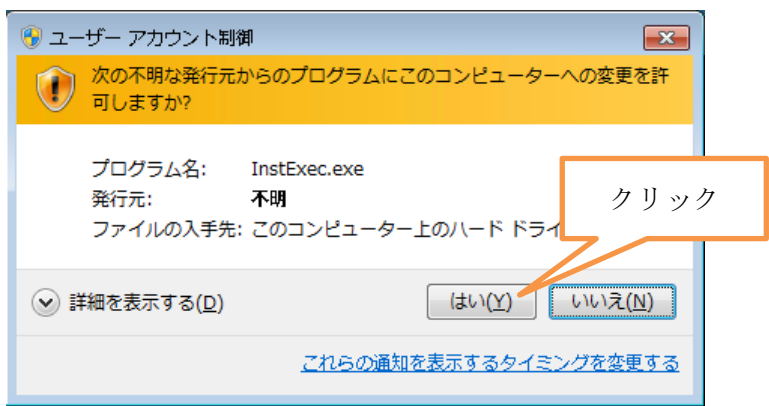 ユーザー アカウント制御
次の不明な発行元からのプログラムにこのコンピューターへの変更を許
可しますか?
プログラム名: InstExec.exe
発行元: 不明
ファイルの入手先: このコンピューター上のハード ドライ
クリック
詳細を表示する(D)
はい(Y)
いいえ(N)
これらの通知を表示するタイミングを変更する